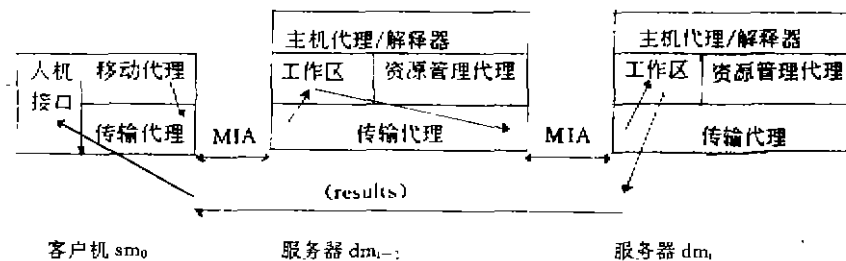 主机代理/解释器
主机代理/解释器
人机 移动代理
工作区 资源管理代理
工作区 资源管理代理
接口
传输代理 MIA 传输代理 MIA 传输代理
(results)
客户机 sm₀ 服务器 dmᵢ₋₁ 服务器 dmᵢ